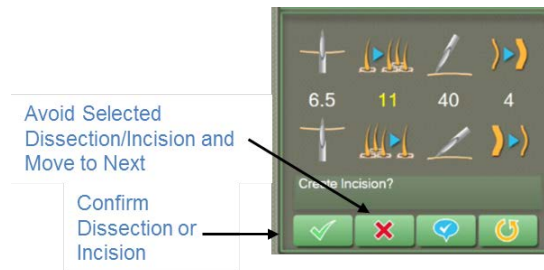 6.5 11 40 4
Avoid Selected
Dissection/Incision and
Move to Next
Create Incision?
Confirm
Dissection or
Incision